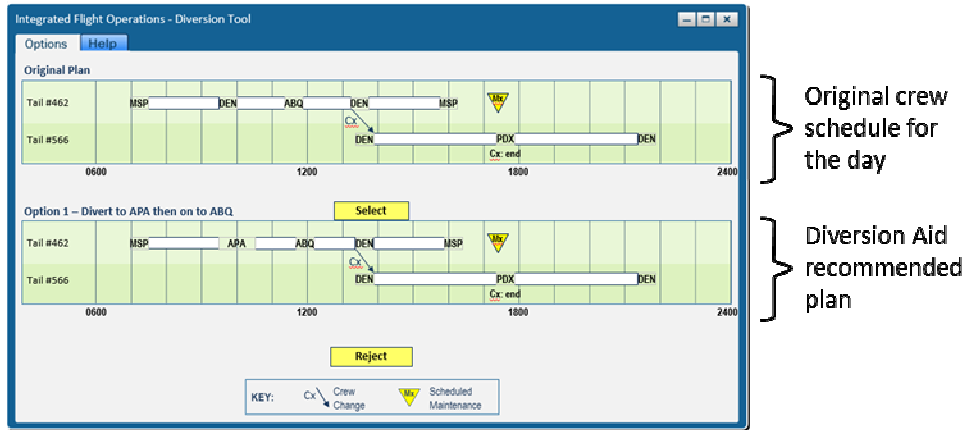 Integrated Flight Operations - Diversion Tool
Options Help
Original Plan
Tail #462 MSP DEN ABQ DEN MSP Mx
Cx
Tail #566 DEN PDX DEN
Cx: end
0600 1200 1800 2400
Original crew
schedule for
the day
Option 1 – Divert to APA then on to ABQ Select
Tail #462 MSP APA ABQ DEN MSP Mx
Cx
Tail #566 DEN PDX DEN
Cx: end
0600 1200 1800 2400
Diversion Aid
recommended
plan
Reject
KEY: Cx Crew Change Mx Scheduled Maintenance